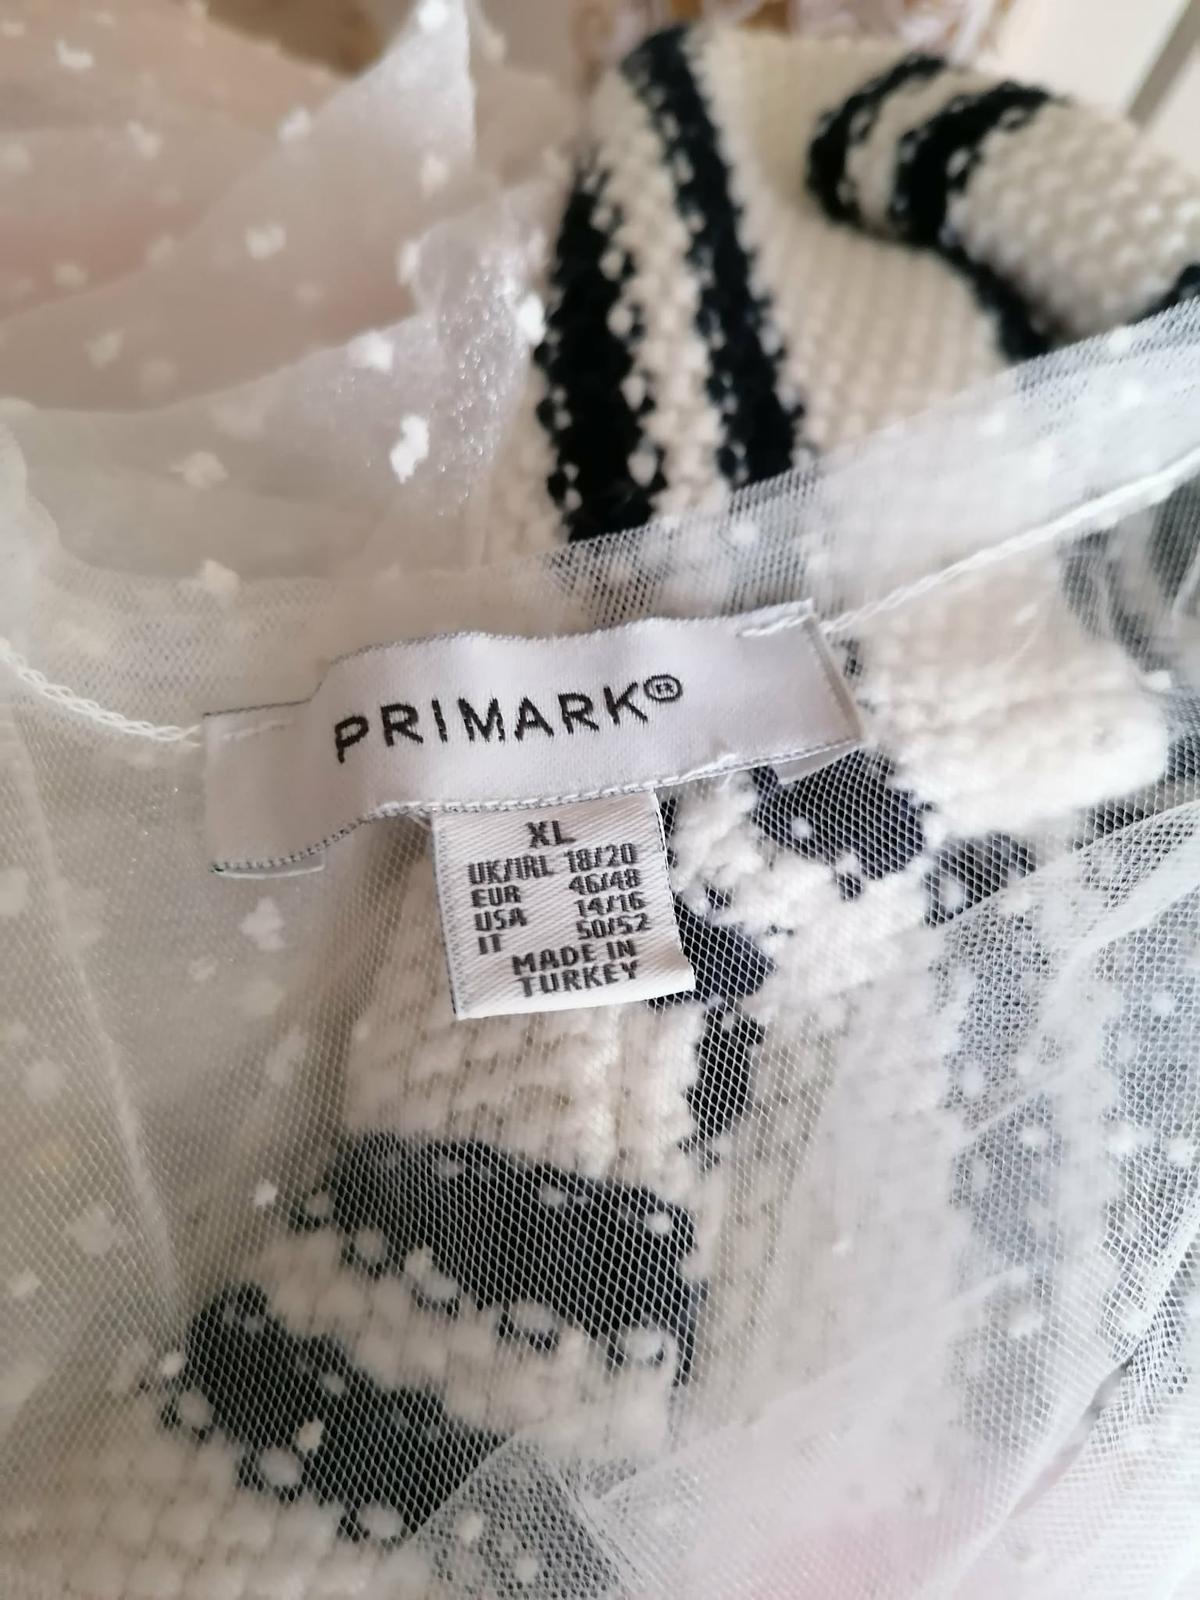 PRIMARK®
XL
UK/IRL 18/20
EUR 46/48
USA 14/16
IT 50/52
MADE IN
TURKEY